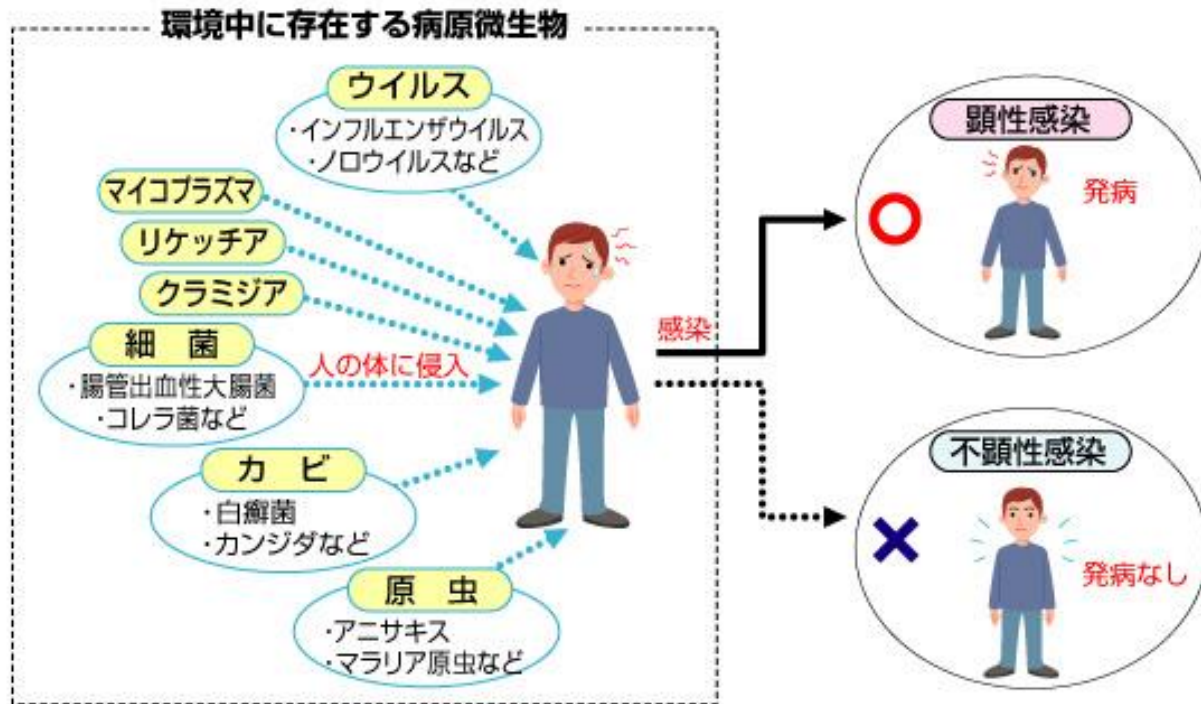 環境中に存在する病原微生物
ウイルス
・インフルエンザウイルス
・ノロウイルスなど
マイコプラズマ
リケッチア
クラミジア
細 菌
・腸管出血性大腸菌
・コレラ菌など
人の体に侵入
カ ビ
・白癬菌
・カンジダなど
原 虫
・アニサキス
・マラリア原虫など
感染
顕性感染
発病
不顕性感染
発病なし